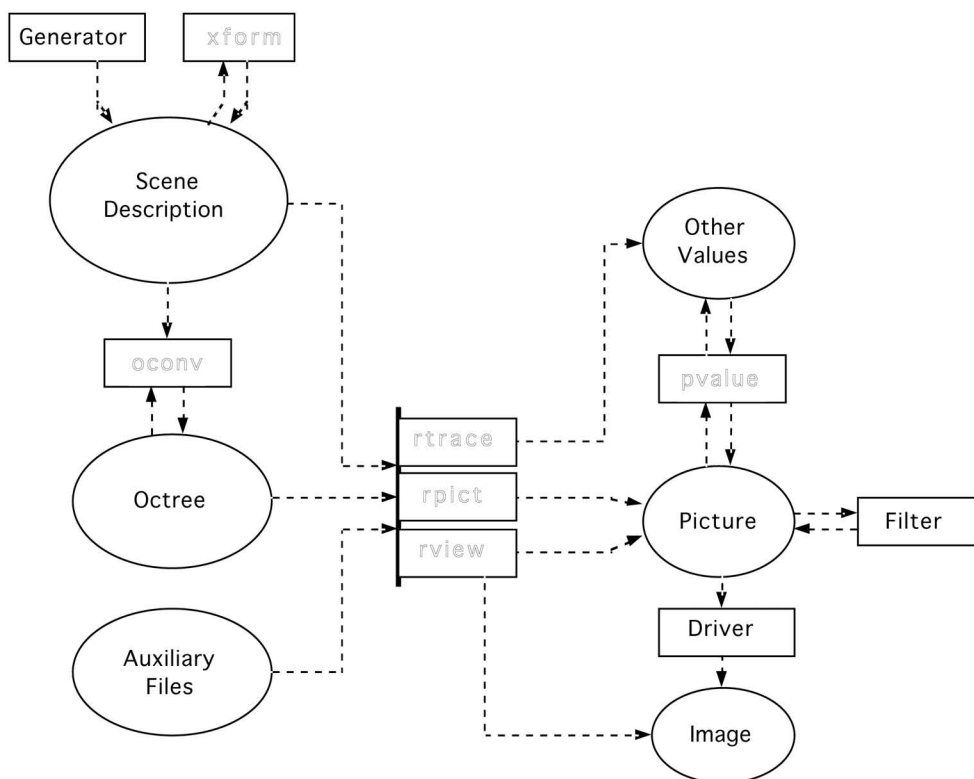 Generator
xform
Scene
Description
Other
Values
oconv
pvalue
rtrace
Octree
rpict
Picture
Filter
rview
Driver
Auxiliary
Files
Image